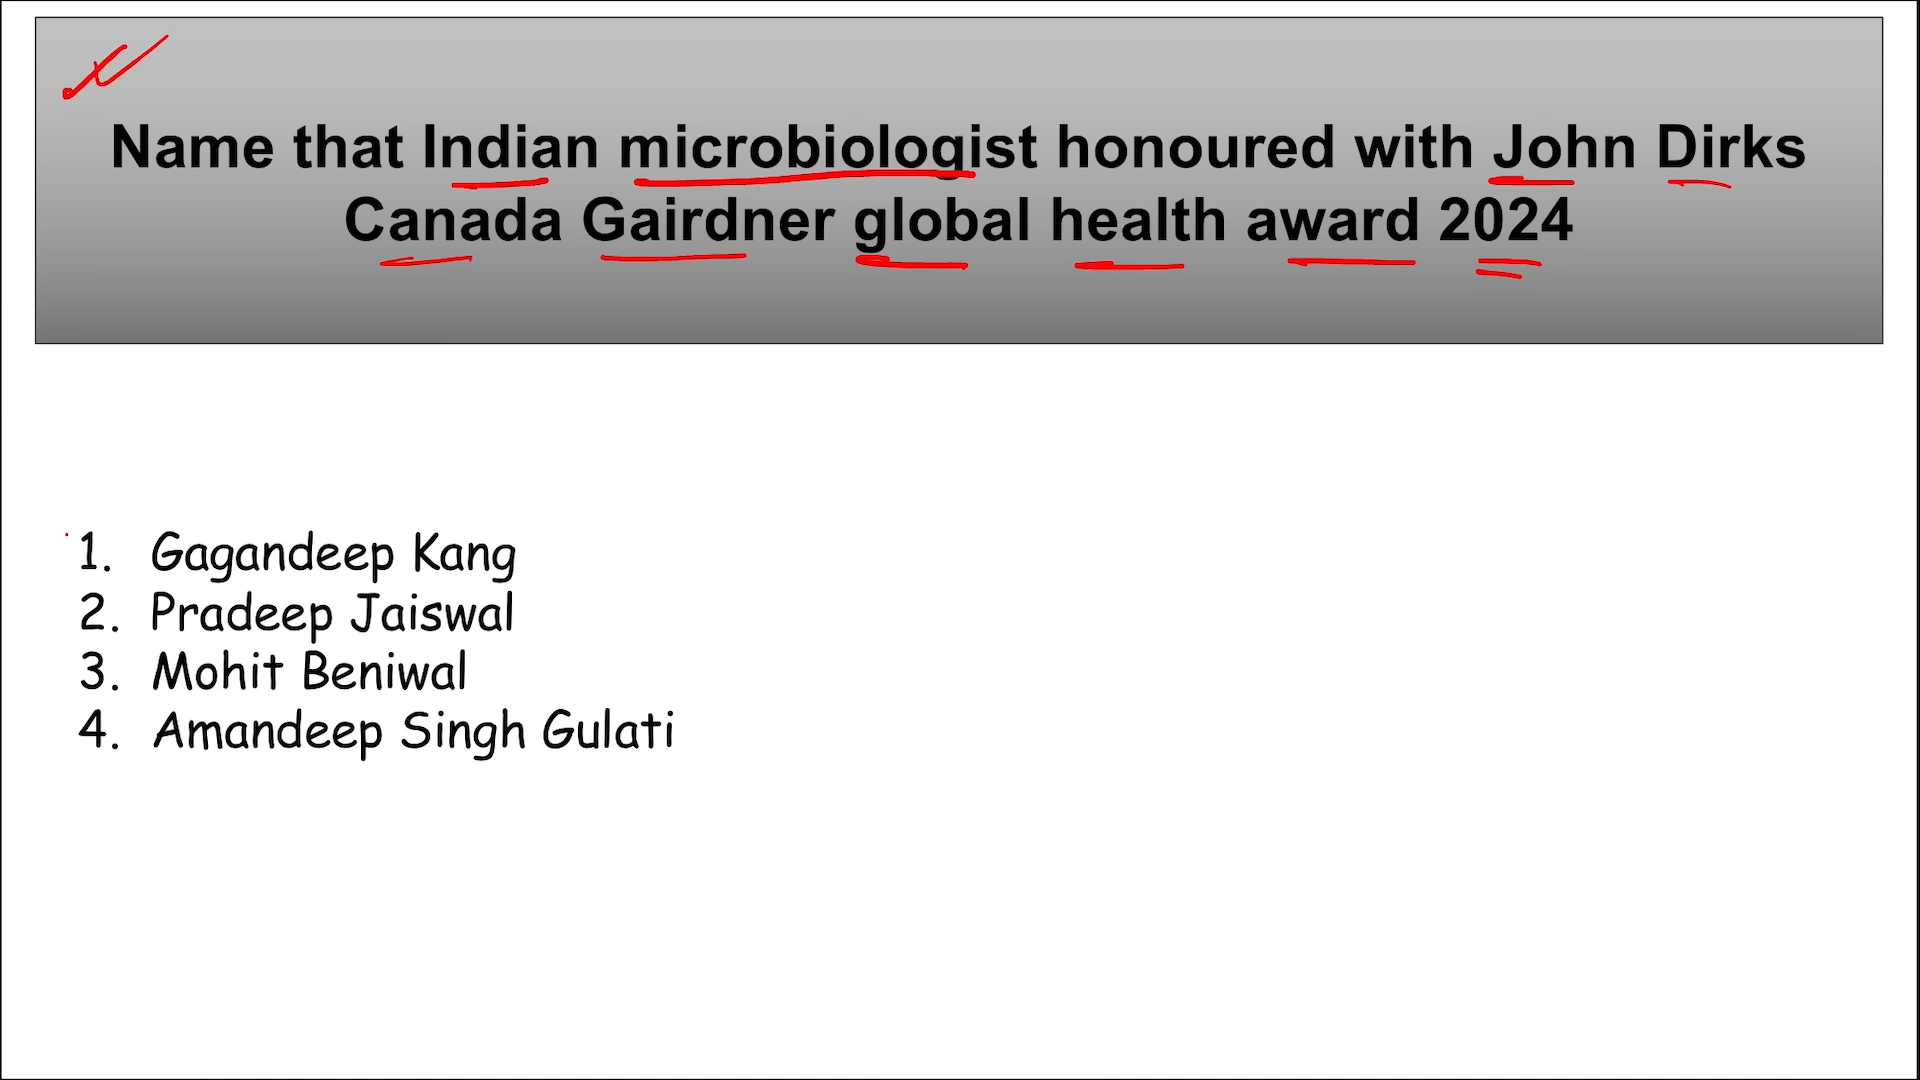 Name that Indian microbiologist honoured with John Dirks
Canada Gairdner global health award 2024
1. Gagandeep Kang
2. Pradeep Jaiswal
3. Mohit Beniwal
4. Amandeep Singh Gulati